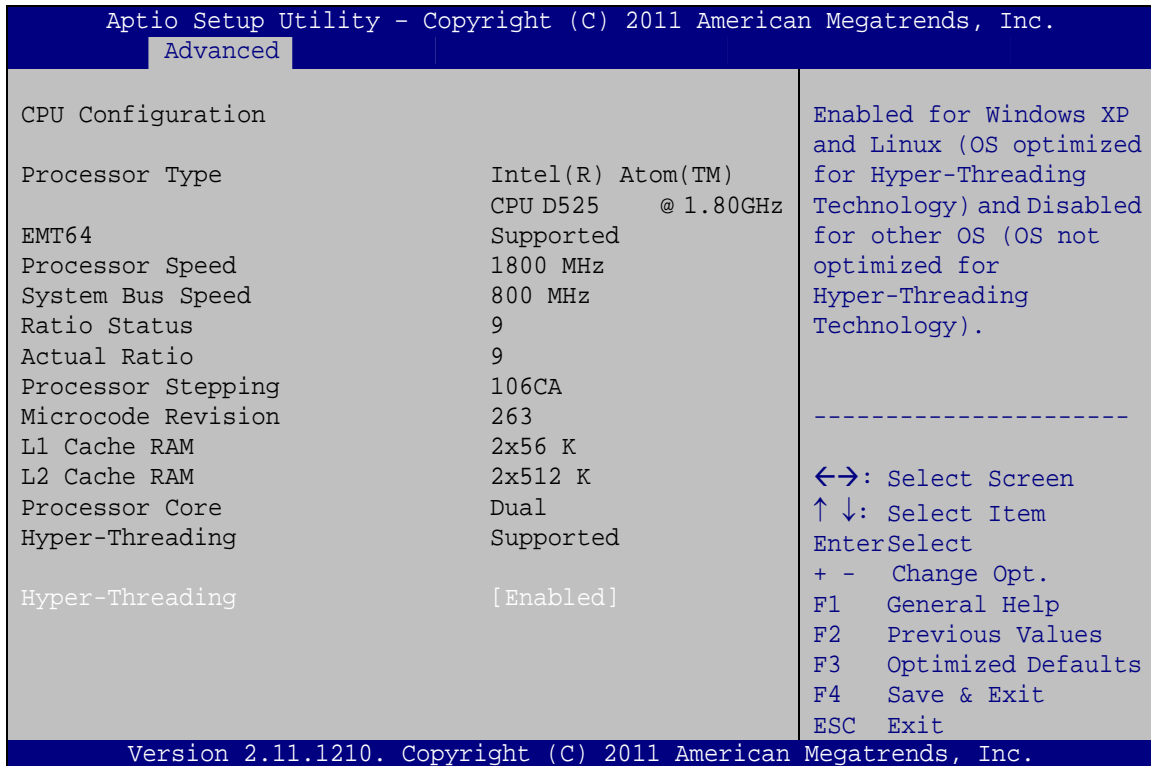 Aptio Setup Utility – Copyright (C) 2011 American Megatrends, Inc.
Advanced
CPU Configuration
Processor Type Intel(R) Atom(TM)
CPU D525 @ 1.80GHz
EMT64 Supported
Processor Speed 1800 MHz
System Bus Speed 800 MHz
Ratio Status 9
Actual Ratio 9
Processor Stepping 106CA
Microcode Revision 263
L1 Cache RAM 2x56 K
L2 Cache RAM 2x512 K
Processor Core Dual
Hyper-Threading Supported
Hyper-Threading [Enabled]
Enabled for Windows XP
and Linux (OS optimized
for Hyper-Threading
Technology) and Disabled
for other OS (OS not
optimized for
Hyper-Threading
Technology).
----------------------
←→: Select Screen
↑ ↓: Select Item
EnterSelect
+ - Change Opt.
F1 General Help
F2 Previous Values
F3 Optimized Defaults
F4 Save & Exit
ESC Exit
Version 2.11.1210. Copyright (C) 2011 American Megatrends, Inc.